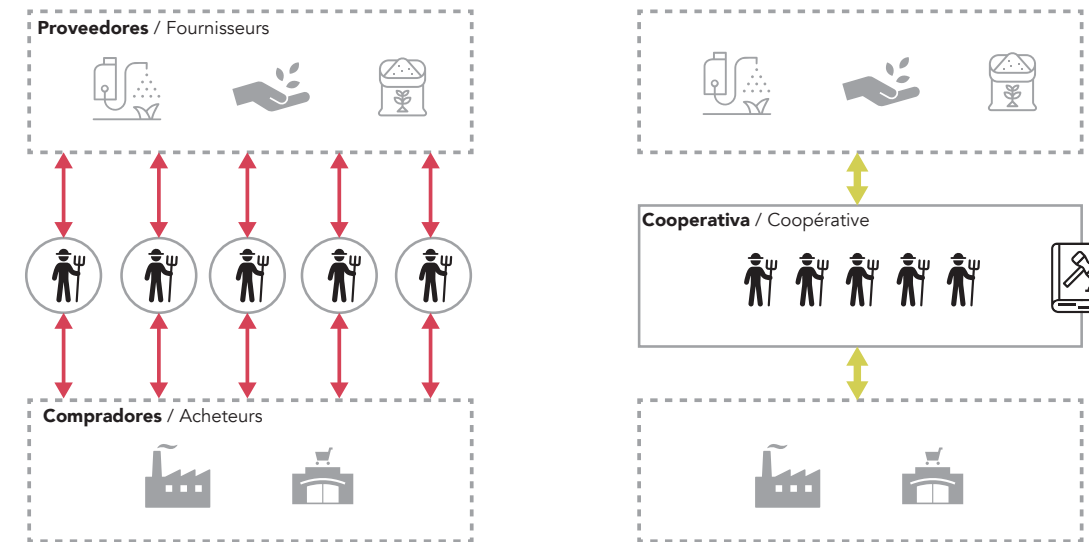 Proveedores / Fournisseurs
Cooperativa / Coopérative
Compradores / Acheteurs